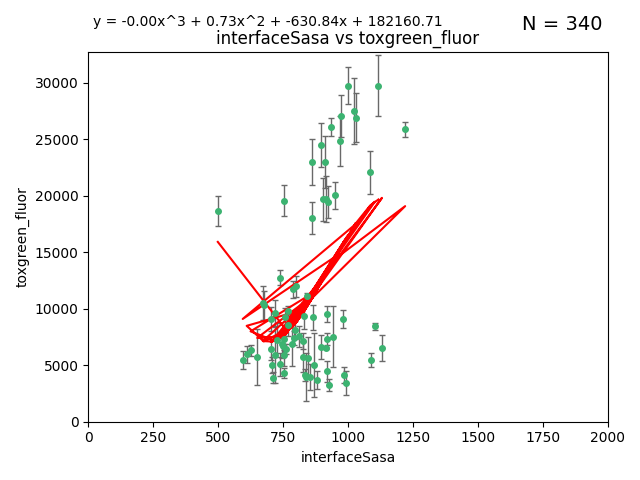 y = -0.00x^3 + 0.73x^2 + -630.84x + 182160.71
N = 340
interfaceSasa vs toxgreen_fluor
30000
25000
20000
15000
10000
5000
0
toxgreen_fluor
0 250 500 750 1000 1250 1500 1750 2000
interfaceSasa